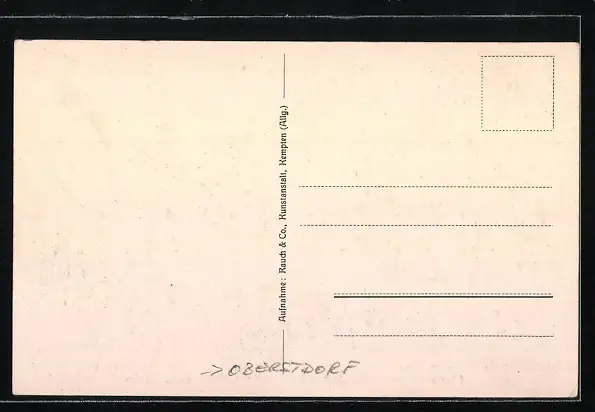 Aufnahme: Rauch & Co., Kunstanstalt, Kempten (Allg.)
-> OBERSTDORF